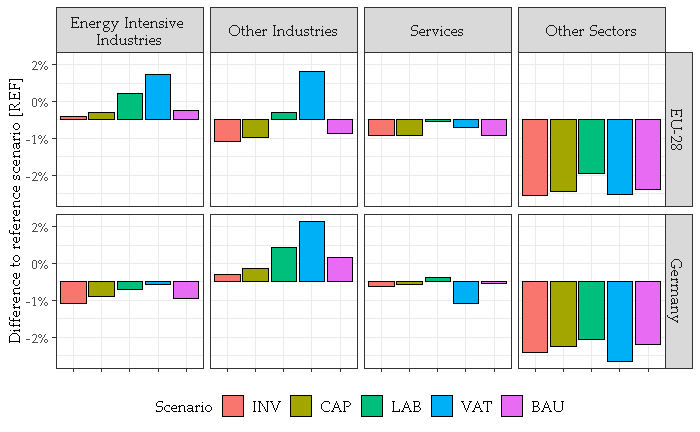 Energy Intensive
Industries
Other Industries
Services
Other Sectors
Difference to reference scenario [REF]
2%
0%
-1%
-2%
EU-28
2%
0%
-1%
-2%
Germany
Scenario INV CAP LAB VAT BAU